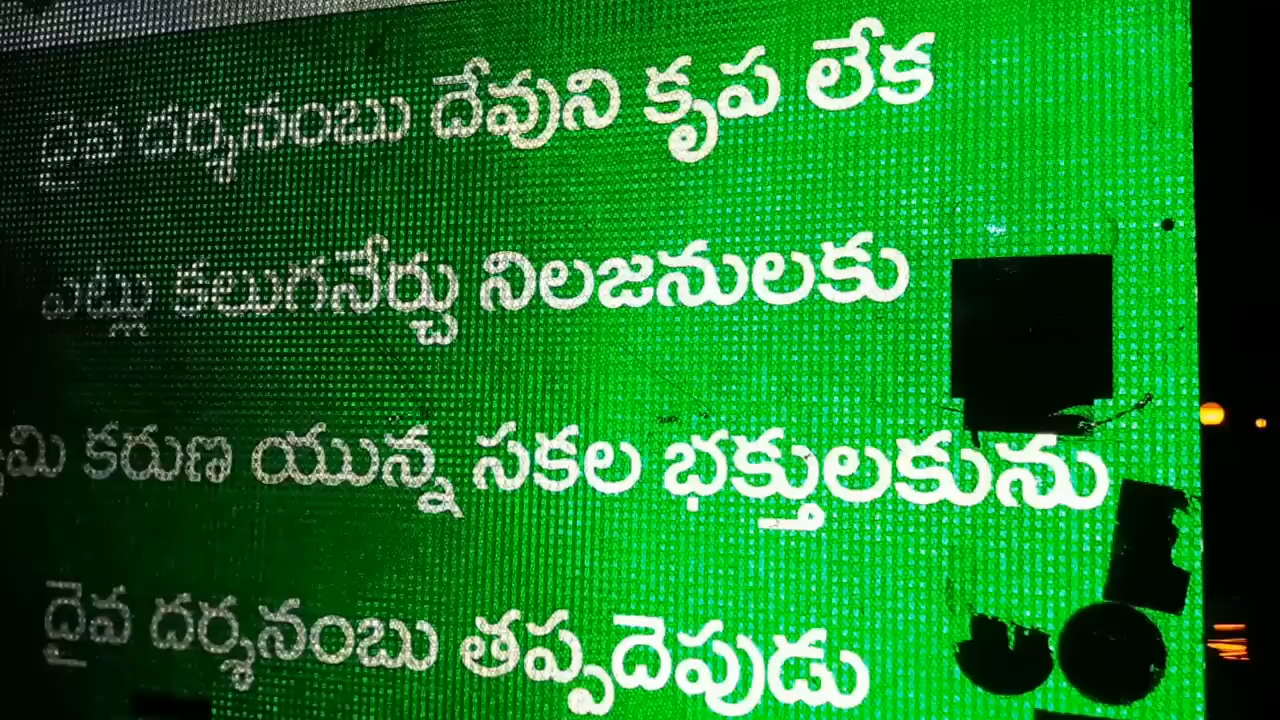 దైవ దర్శనంబు దేవుని కృప లేక
ఎట్లు కలుగనేర్చు నిలజనులకు
కరుణ యున్న సకల భక్తులకును
దైవ దర్శనంబు తప్పదెపుడు